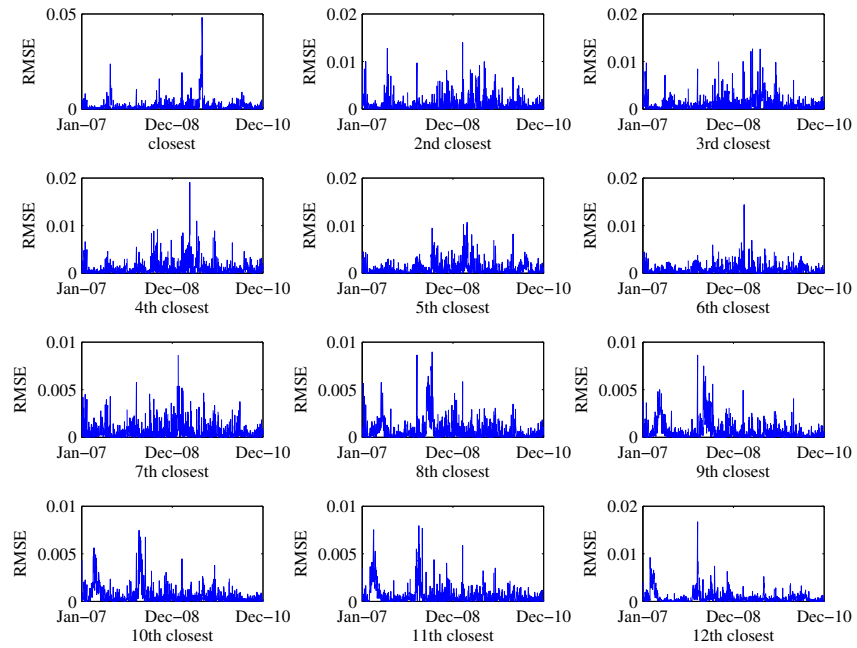 0.05
0
RMSE
Jan−07 Dec−08 Dec−10
closest
0.02
0.01
0
RMSE
Jan−07 Dec−08 Dec−10
2nd closest
0.02
0.01
0
RMSE
Jan−07 Dec−08 Dec−10
3rd closest
0.02
0.01
0
RMSE
Jan−07 Dec−08 Dec−10
4th closest
0.02
0.01
0
RMSE
Jan−07 Dec−08 Dec−10
5th closest
0.02
0.01
0
RMSE
Jan−07 Dec−08 Dec−10
6th closest
0.01
0.005
0
RMSE
Jan−07 Dec−08 Dec−10
7th closest
0.01
0.005
0
RMSE
Jan−07 Dec−08 Dec−10
8th closest
0.01
0.005
0
RMSE
Jan−07 Dec−08 Dec−10
9th closest
0.01
0.005
0
RMSE
Jan−07 Dec−08 Dec−10
10th closest
0.01
0.005
0
RMSE
Jan−07 Dec−08 Dec−10
11th closest
0.02
0.01
0
RMSE
Jan−07 Dec−08 Dec−10
12th closest